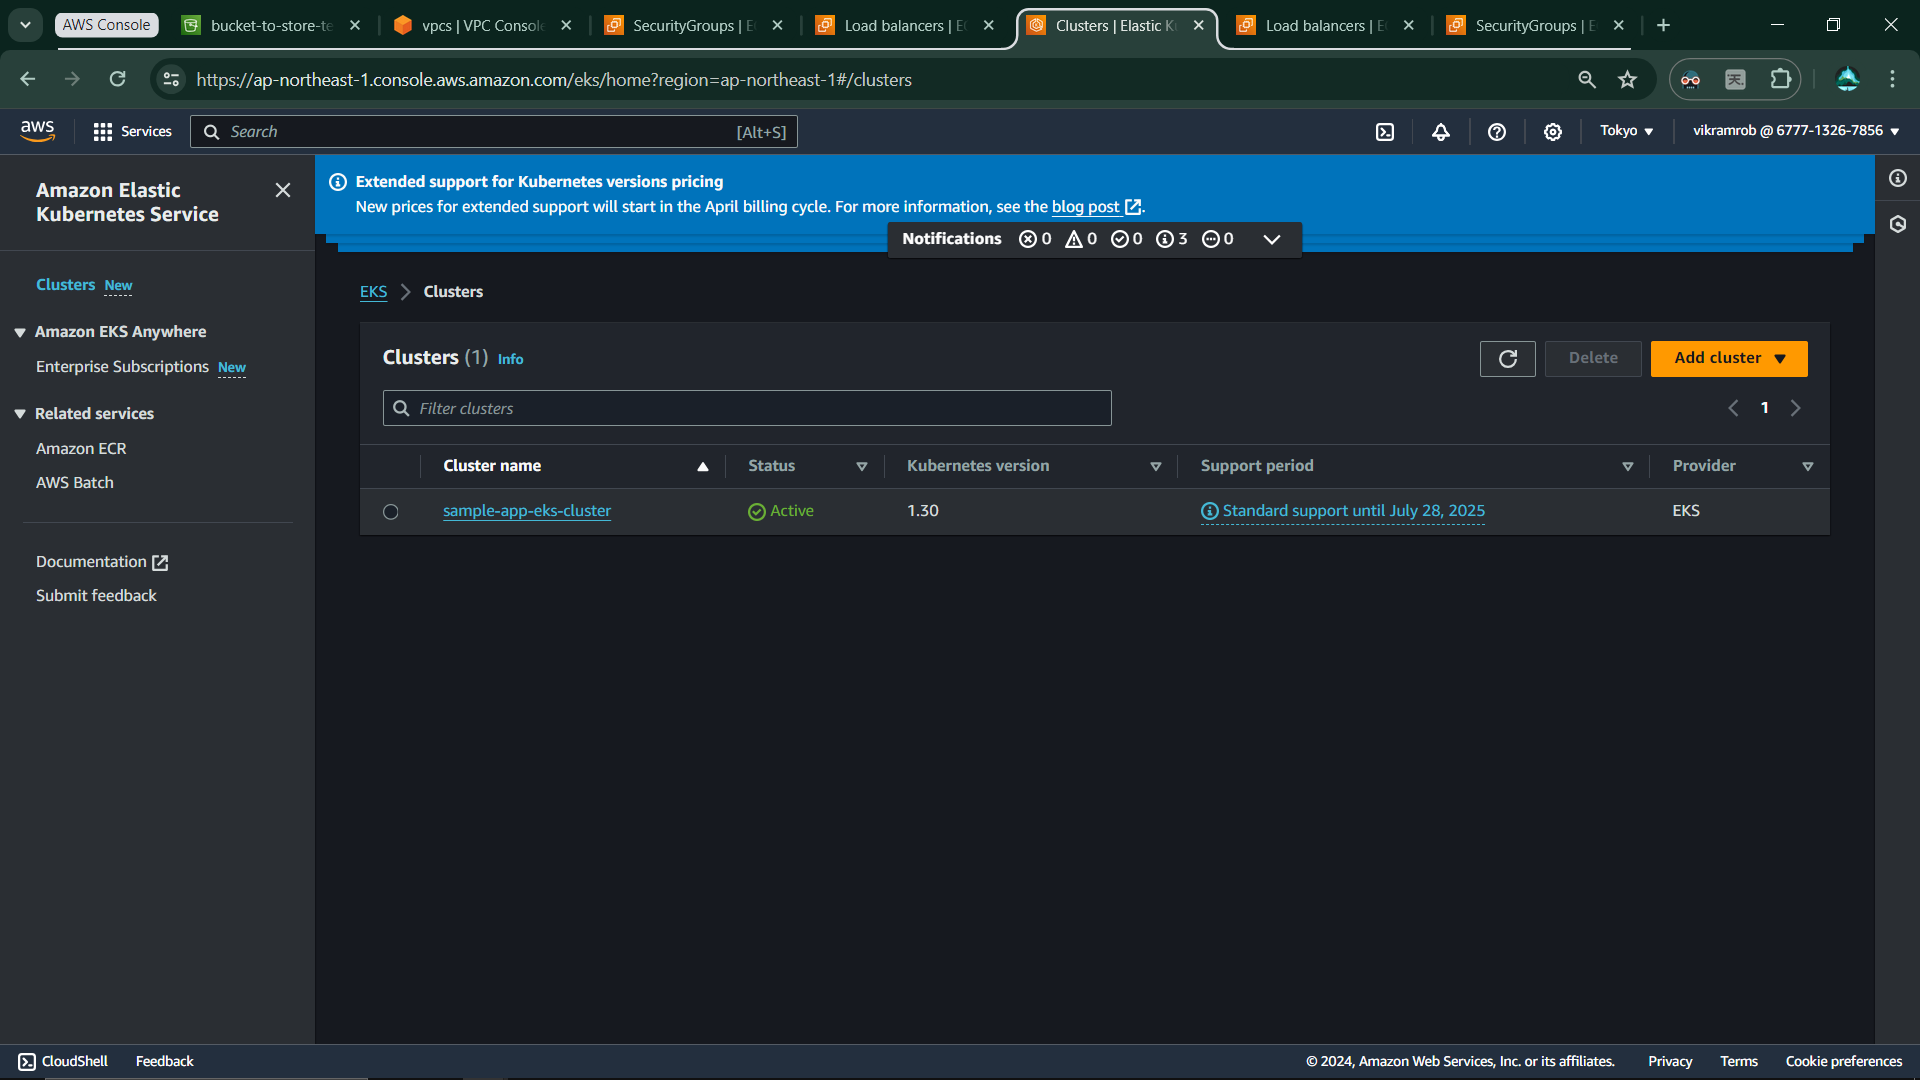 AWS Console
bucket-to-store-te
vpcs | VPC Console
SecurityGroups | EC
Load balancers | EC
Clusters | Elastic Ku
Load balancers | EC
SecurityGroups | E
https://ap-northeast-1.console.aws.amazon.com/eks/home?region=ap-northeast-1#/clusters
aws
Services
Search
[Alt+S]
Tokyo
vikramrob @ 6777-1326-7856
Amazon Elastic
Kubernetes Service
Clusters New
Amazon EKS Anywhere
Enterprise Subscriptions New
Related services
Amazon ECR
AWS Batch
Documentation
Submit feedback
Extended support for Kubernetes versions pricing
New prices for extended support will start in the April billing cycle. For more information, see the blog post.
Notifications 0 0 0 3 0
EKS Clusters
Clusters (1) Info
Delete
Add cluster
Filter clusters
1
Cluster name Status Kubernetes version Support period Provider
sample-app-eks-cluster Active 1.30 Standard support until July 28, 2025 EKS
CloudShell Feedback
© 2024, Amazon Web Services, Inc. or its affiliates. Privacy Terms Cookie preferences